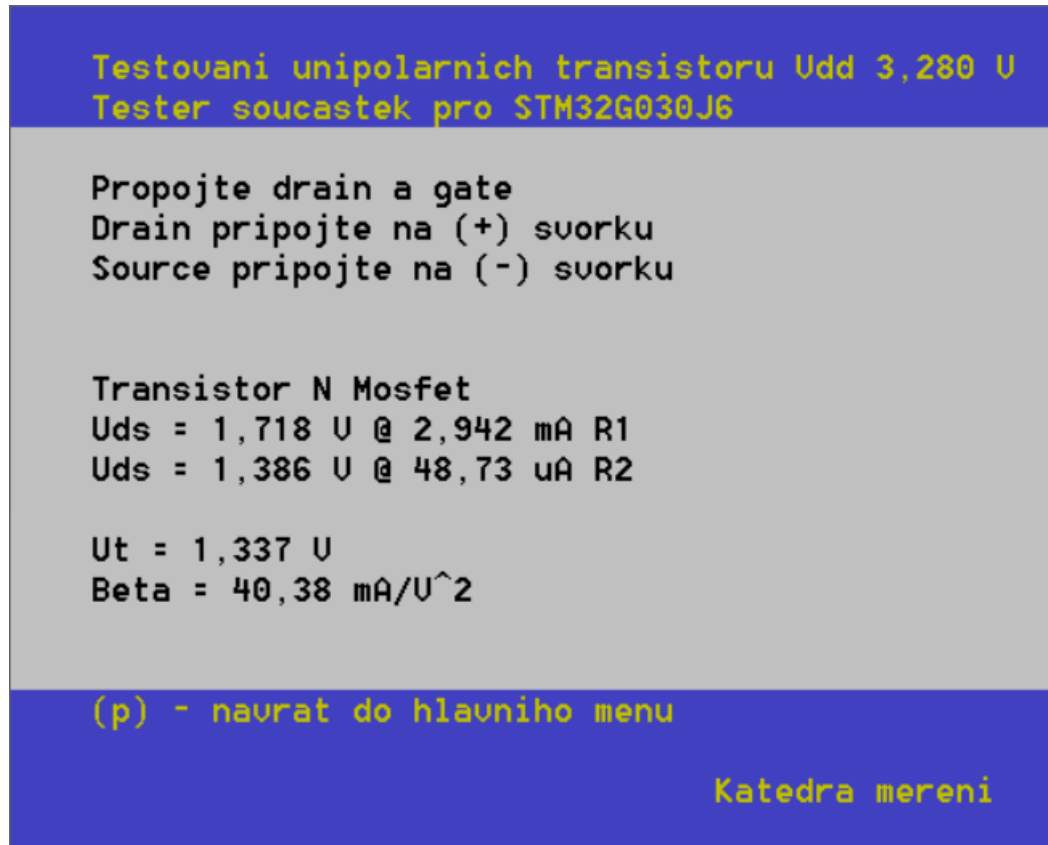 Testovani unipolarnich transistoru Vdd 3,280 V
Tester soucastek pro STM32G030J6
Propojte drain a gate
Drain pripojte na (+) svorku
Source pripojte na (-) svorku
Transistor N Mosfet
Uds = 1,718 V @ 2,942 mA R1
Uds = 1,386 V @ 48,73 uA R2
Ut = 1,337 V
Beta = 40,38 mA/V^2
(p) - navrat do hlavniho menu
Katedra mereni